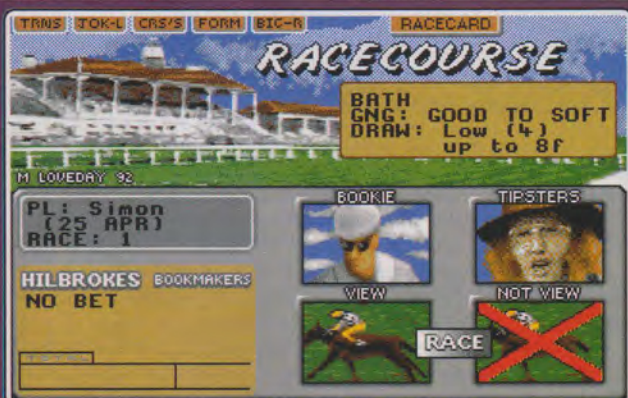 TRNS JOK-L CRS'S FORM BIG-R RACECARD
RACECOURSE
BATH
GNG: GOOD TO SOFT
DRAW: Low (4)
up to 8f
M LOVEDAY 92
PL: Simon
(25 APR)
RACE: 1
BOOKIE
TIPSTERS
HILBROKES BOOKMAKERS
NO BET
VIEW
NOT VIEW
RACE